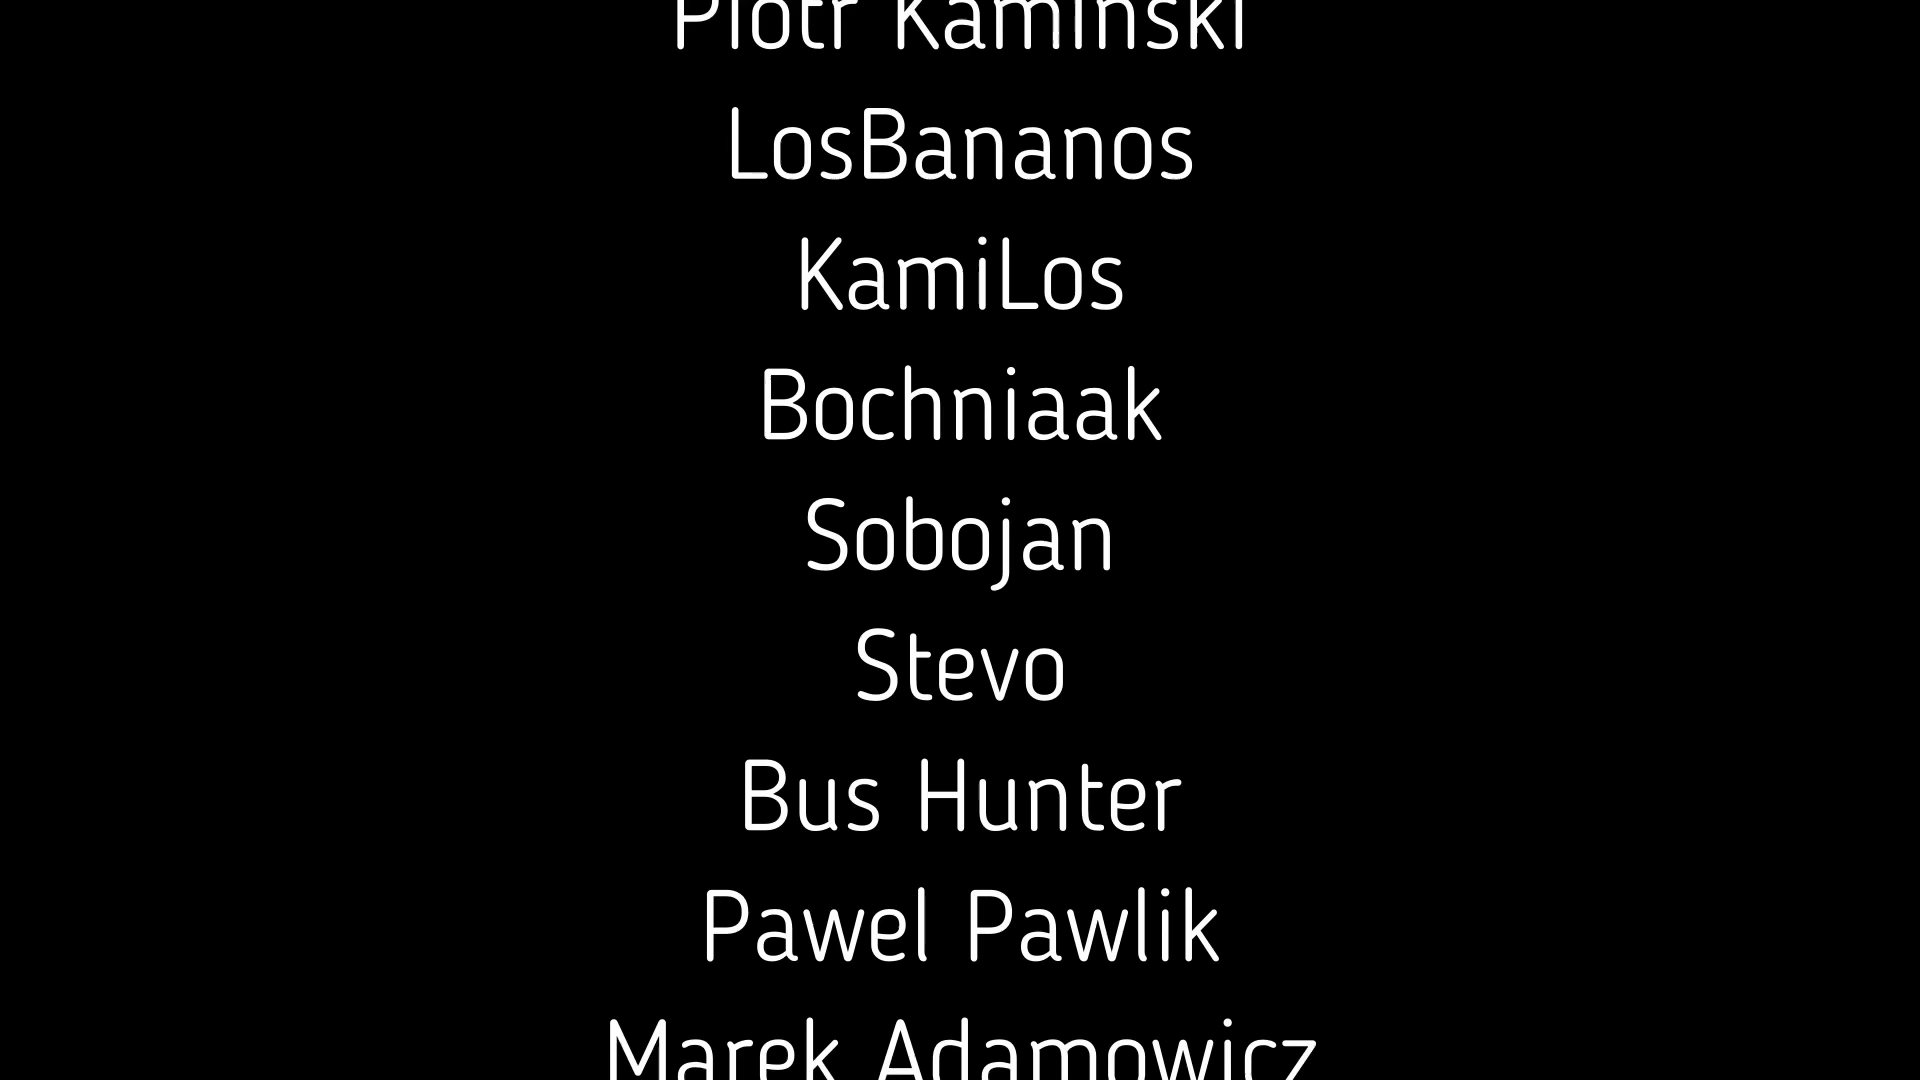 Piotr Kaminski
LosBananos
KamiLos
Bochniaak
Sobojan
Stevo
Bus Hunter
Pawel Pawlik
Marek Adamowicz